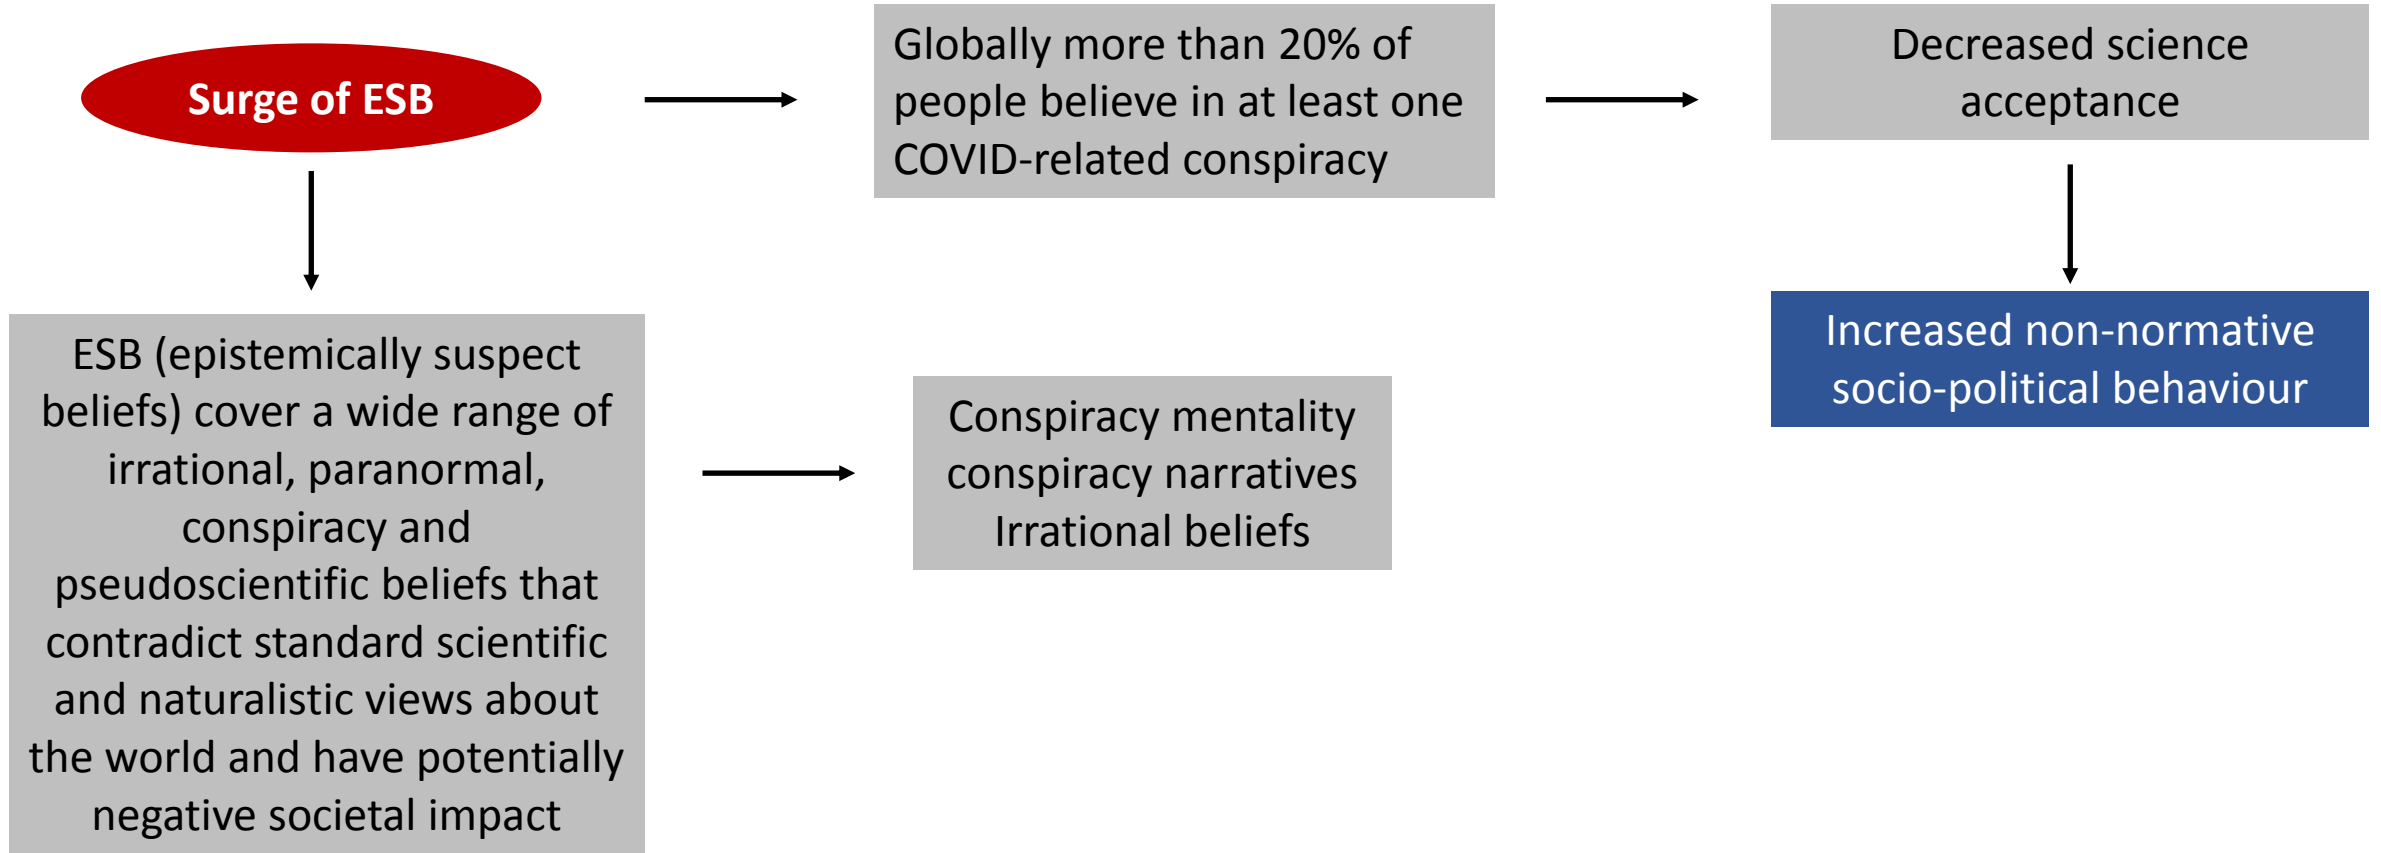 Surge of ESB
Globally more than 20% of
people believe in at least one
COVID-related conspiracy
Decreased science
acceptance
Increased non-normative
socio-political behaviour
ESB (epistemically suspect
beliefs) cover a wide range of
irrational, paranormal,
conspiracy and
pseudoscientific beliefs that
contradict standard scientific
and naturalistic views about
the world and have potentially
negative societal impact
Conspiracy mentality
conspiracy narratives
Irrational beliefs